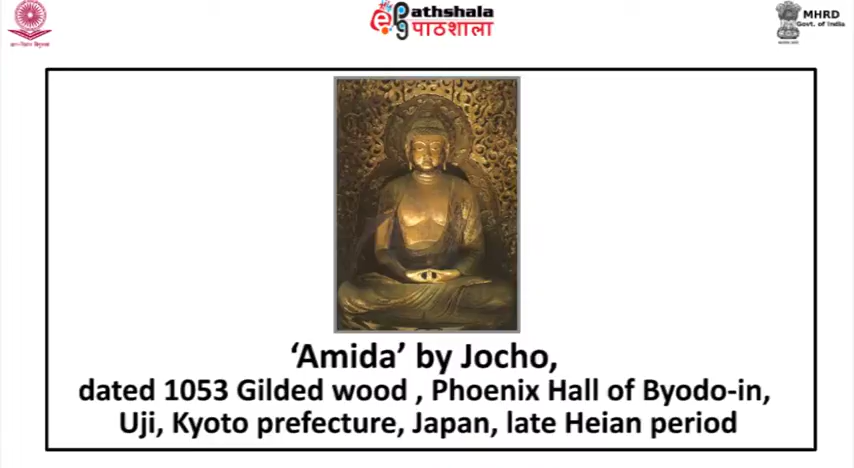 Pathshala
पाठशाला
MHRD
Govt. of India
‘Amida’ by Jocho,
dated 1053 Gilded wood , Phoenix Hall of Byodo-in,
Uji, Kyoto prefecture, Japan, late Heian period